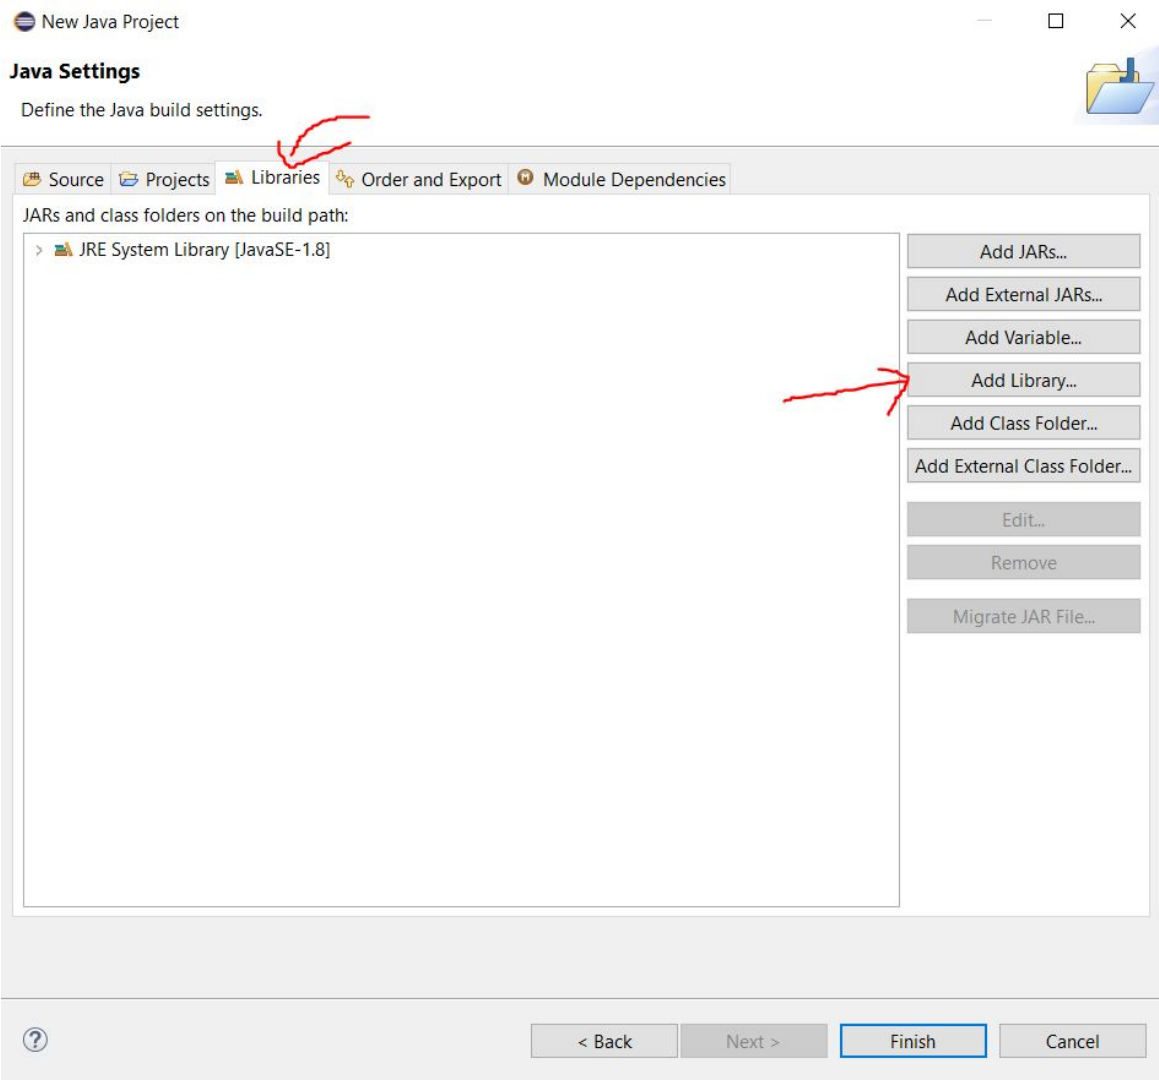 New Java Project
Java Settings
Define the Java build settings.
Source Projects Libraries Order and Export Module Dependencies
JARs and class folders on the build path:
JRE System Library [JavaSE-1.8]
Add JARs...
Add External JARs...
Add Variable...
Add Library...
Add Class Folder...
Add External Class Folder...
Edit...
Remove
Migrate JAR File...
? < Back Next > Finish Cancel